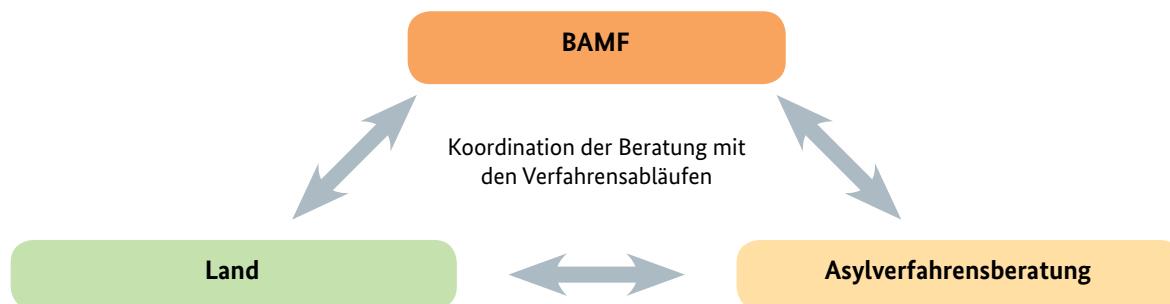 BAMF
Koordination der Beratung mit
den Verfahrensabläufen
Land
Asylverfahrensberatung